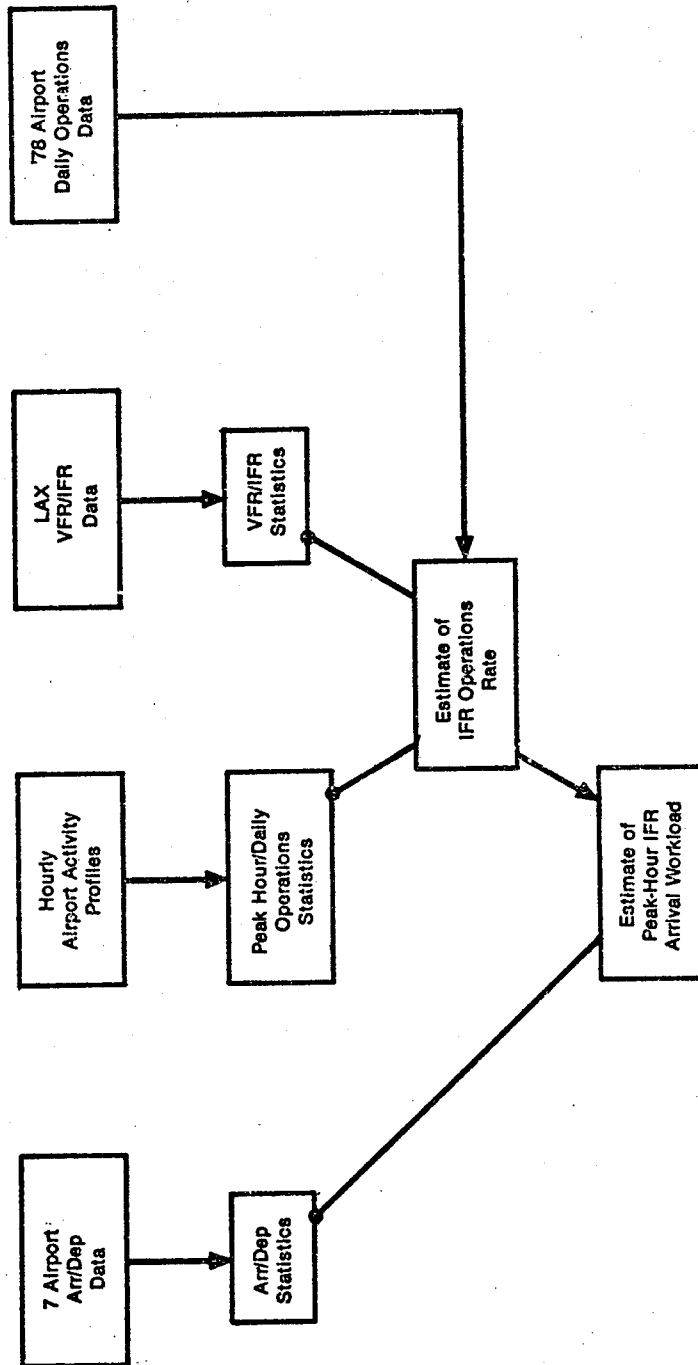 7 Airport
Arr/Dep
Data
Hourly
Airport Activity
Profiles
LAX
VFR/IFR
Data
'78 Airport
Daily Operations
Data
Arr/Dep
Statistics
Peak Hour/Daily
Operations
Statistics
VFR/IFR
Statistics
Estimate of
IFR Operations
Rate
Estimate of
Peak-Hour IFR
Arrival Workload